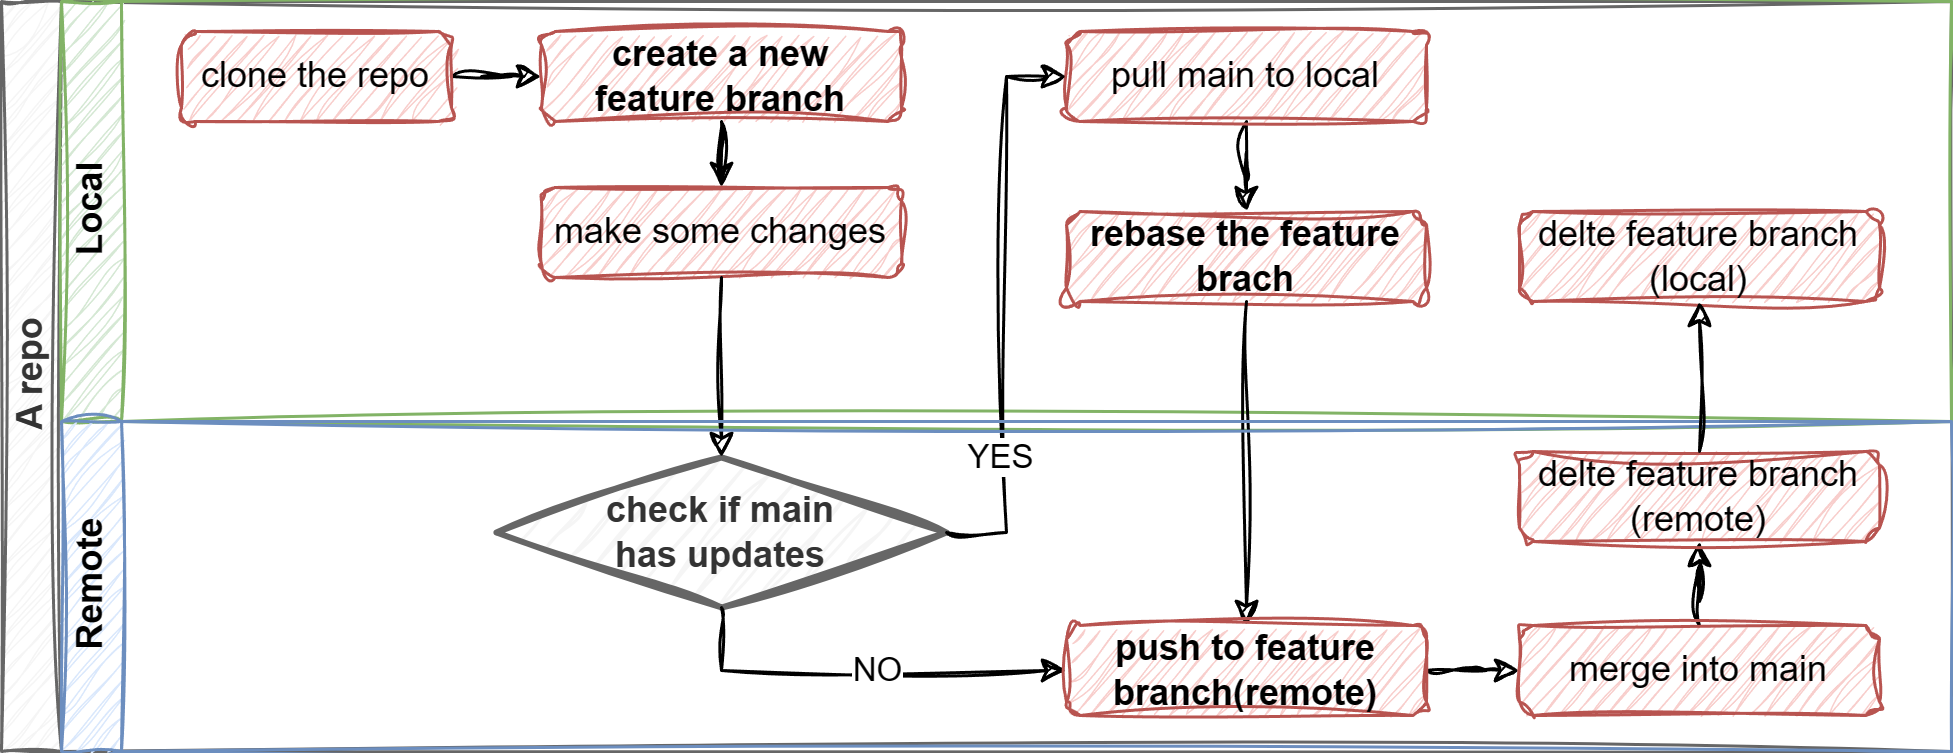 A repo
Local
clone the repo
create a new
feature branch
make some changes
pull main to local
rebase the feature
brach
delte feature branch
(local)
Remote
check if main
has updates
YES
NO
push to feature
branch(remote)
merge into main
delte feature branch
(remote)